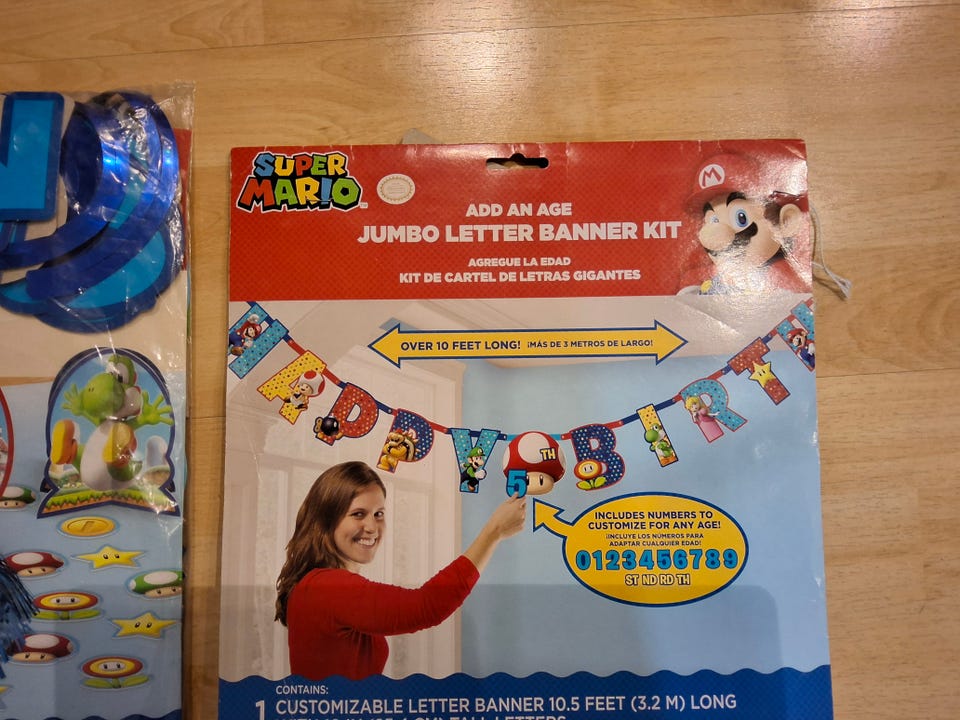 SUPER
MARIO
TM
M
ADD AN AGE
JUMBO LETTER BANNER KIT
AGREGUE LA EDAD
KIT DE CARTEL DE LETRAS GIGANTES
OVER 10 FEET LONG! ¡MÁS DE 3 METROS DE LARGO!
HAPPY 5TH BIRTH
INCLUDES NUMBERS TO
CUSTOMIZE FOR ANY AGE!
¡INCLUYE LOS NÚMEROS PARA
ADAPTAR CUALQUIER EDAD!
0123456789
ST ND RD TH
CONTAINS:
1 CUSTOMIZABLE LETTER BANNER 10.5 FEET (3.2 M) LONG